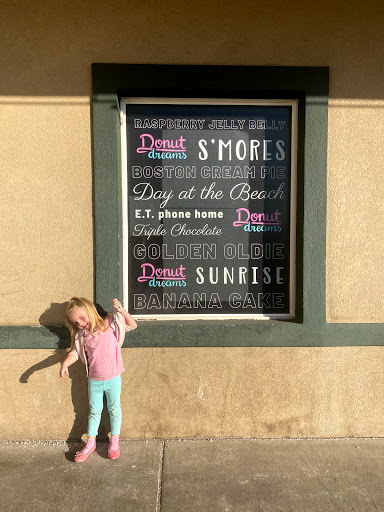 RASPBERRY JELLY BELLY
Donut dreams S'MORES
BOSTON CREAM PIE
Day at the Beach
E.T. phone home Donut dreams
Triple Chocolate
GOLDEN OLDIE
Donut dreams SUNRISE
BANANA CAKE